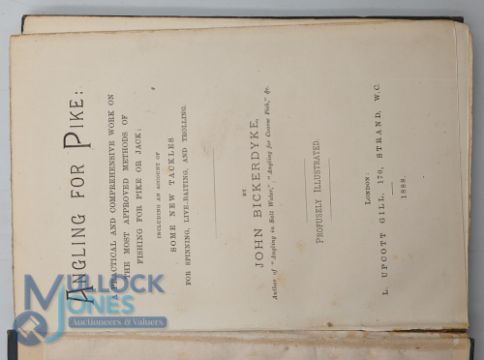 ANGLING FOR PIKE:
A PRACTICAL AND COMPREHENSIVE WORK ON
THE MOST APPROVED METHODS OF
FISHING FOR PIKE OR JACK;
INCLUDING AN ACCOUNT OF
SOME NEW TACKLES
FOR SPINNING, LIVE-BAITING, AND TROLLING.
BY
JOHN BICKERDYKE,
Author of "Angling in Salt Water," "Angling for Coarse Fish," &c.
PROFUSELY ILLUSTRATED.
LONDON:
L. UPCOTT GILL, 170, STRAND, W.C.
1888.
MULLOCK
JONES
Auctioneers & Valuers